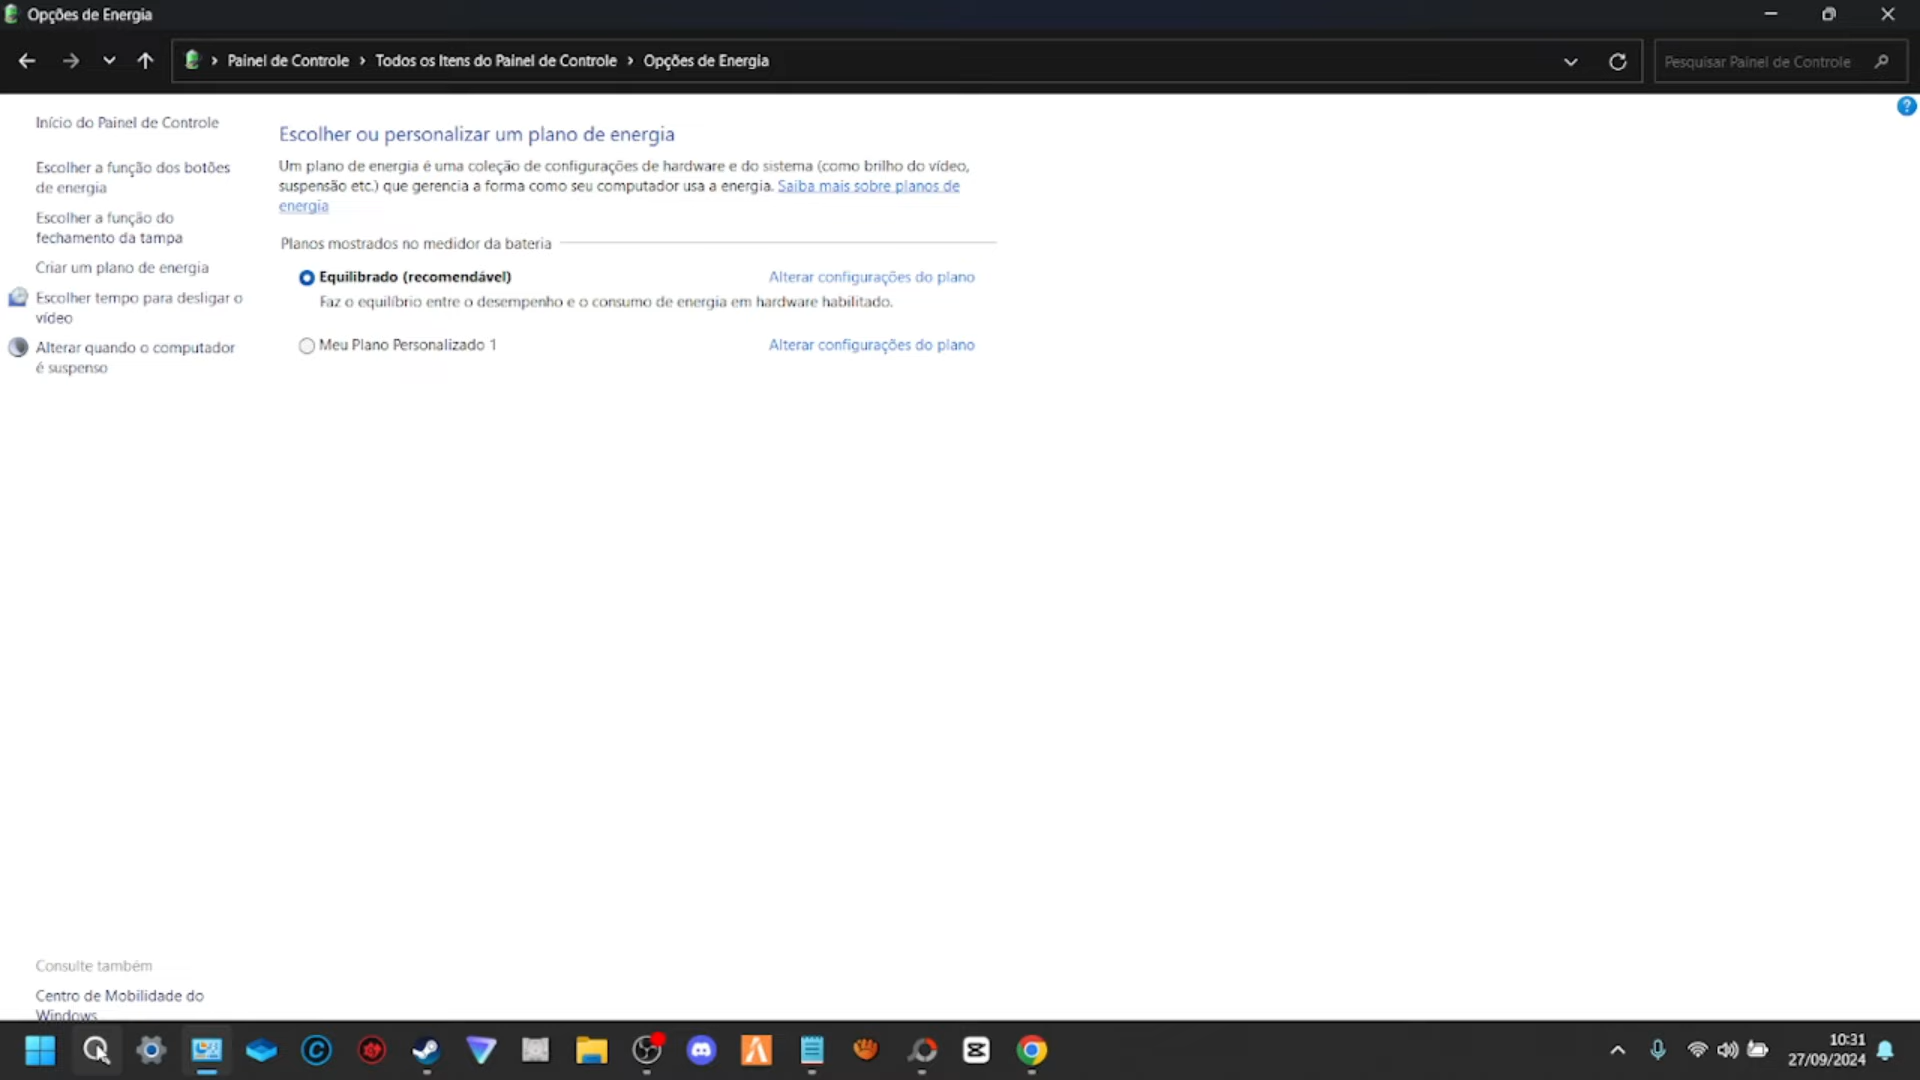 Opções de Energia
Painel de Controle > Todos os Itens do Painel de Controle > Opções de Energia
Pesquisar Painel de Controle
Início do Painel de Controle
Escolher a função dos botões
de energia
Escolher a função do
fechamento da tampa
Criar um plano de energia
Escolher tempo para desligar o
vídeo
Alterar quando o computador
é suspenso
Escolher ou personalizar um plano de energia
Um plano de energia é uma coleção de configurações de hardware e do sistema (como brilho do vídeo,
suspensão etc.) que gerencia a forma como seu computador usa a energia. Saiba mais sobre planos de
energia
Planos mostrados no medidor da bateria
Equilibrado (recomendável) Alterar configurações do plano
Faz o equilíbrio entre o desempenho e o consumo de energia em hardware habilitado.
Meu Plano Personalizado 1 Alterar configurações do plano
Consulte também
Centro de Mobilidade do
Windows
10:31
27/09/2024